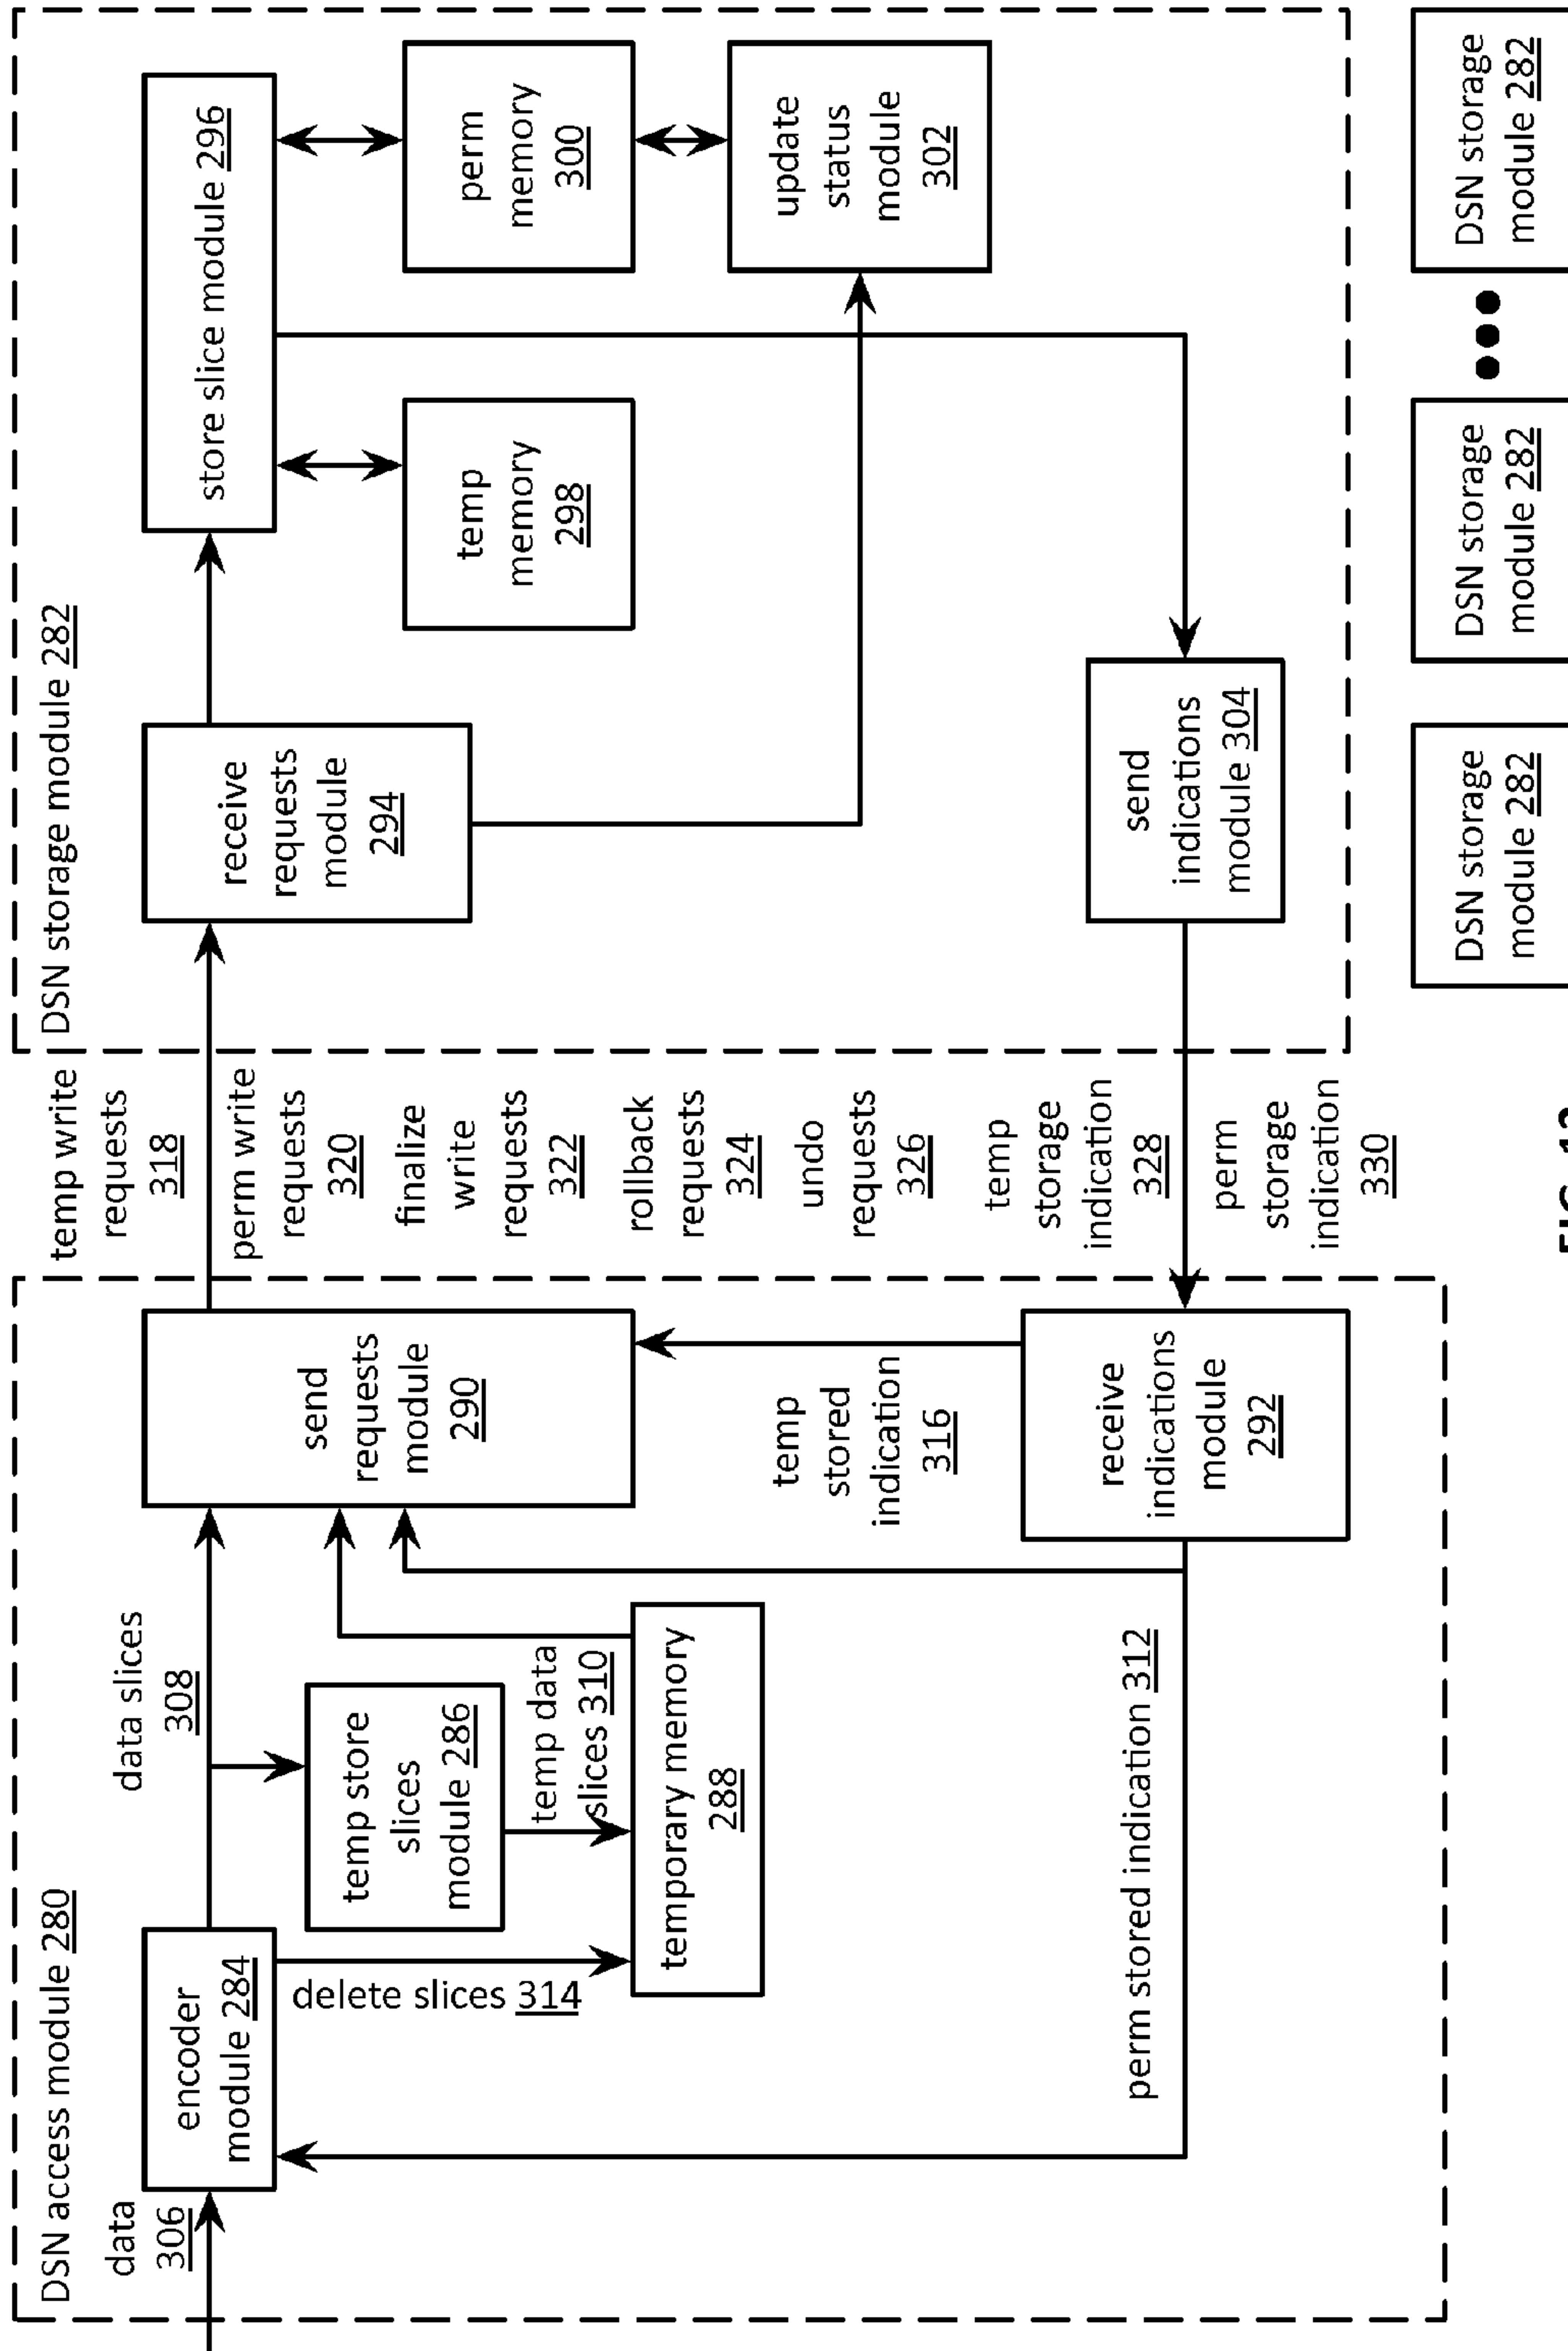 DSN access module 280
data
306
encoder
module 284
data slices
308
delete slices 314
temp store
slices
module 286
temp data
slices 310
temporary memory
288
send
requests
module
290
temp
stored
indication
316
receive
indications
module
292
perm stored indication 312
temp write
requests
318
perm write
requests
320
finalize
write
requests
322
rollback
requests
324
undo
requests
326
temp
storage
indication
328
perm
storage
indication
330
DSN storage module 282
receive
requests
module
294
store slice module 296
temp
memory
298
perm
memory
300
update
status
module
302
send
indications
module 304
DSN storage
module 282
DSN storage
module 282
DSN storage
module 282
FIG.